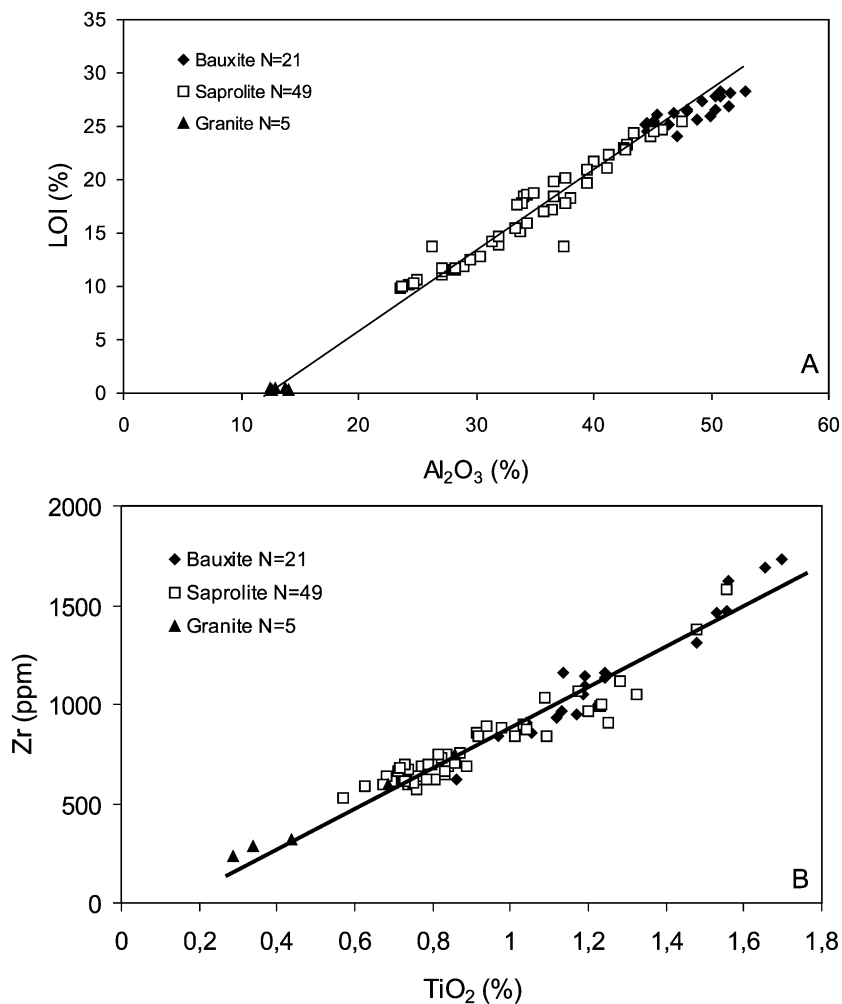 35
30
25
20
15
10
5
0
LOI (%)
Bauxite N=21
Saprolite N=49
Granite N=5
A
0 10 20 30 40 50 60
Al₂O₃ (%)
2000
1500
1000
500
0
Zr (ppm)
Bauxite N=21
Saprolite N=49
Granite N=5
B
0 0,2 0,4 0,6 0,8 1 1,2 1,4 1,6 1,8
TiO₂ (%)